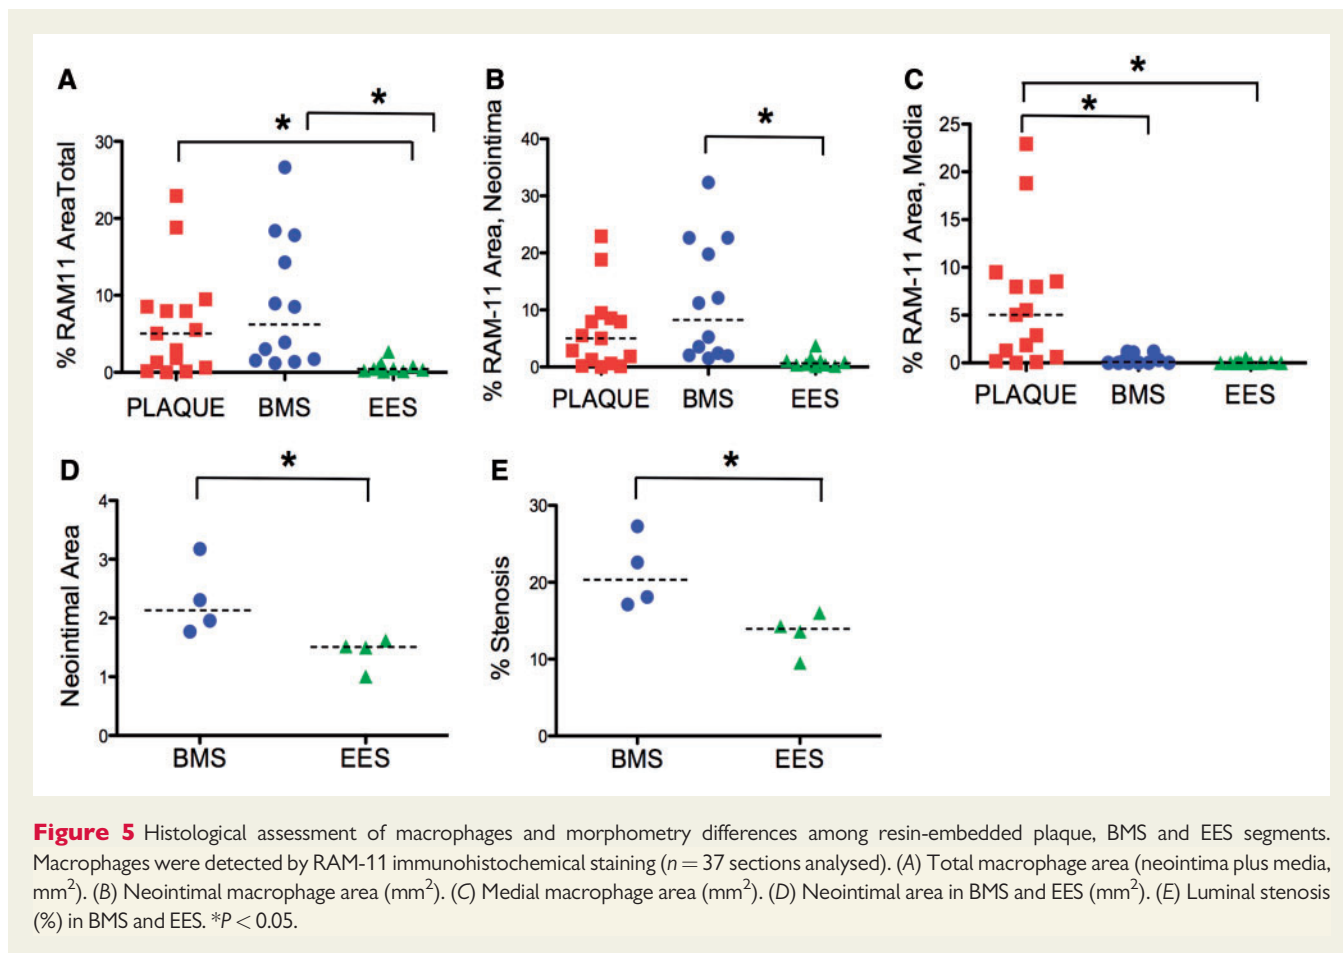 A
% RAM11 AreaTotal
30
20
10
0
PLAQUE BMS EES
*
*
B
% RAM-11 Area, Neointima
40
30
20
10
0
PLAQUE BMS EES
*
C
% RAM-11 Area, Media
25
20
15
10
5
0
PLAQUE BMS EES
*
*
D
Neointimal Area
4
3
2
1
0
BMS EES
*
E
% Stenosis
30
20
10
0
BMS EES
*
Figure 5 Histological assessment of macrophages and morphometry differences among resin-embedded plaque, BMS and EES segments.
Macrophages were detected by RAM-11 immunohistochemical staining (n = 37 sections analysed). (A) Total macrophage area (neointima plus media,
mm²). (B) Neointimal macrophage area (mm²). (C) Medial macrophage area (mm²). (D) Neointimal area in BMS and EES (mm²). (E) Luminal stenosis
(%) in BMS and EES. *P < 0.05.